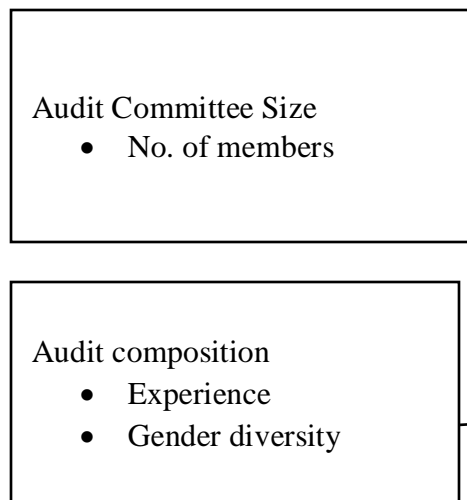 Audit Committee Size
• No. of members
Audit composition
• Experience
• Gender diversity